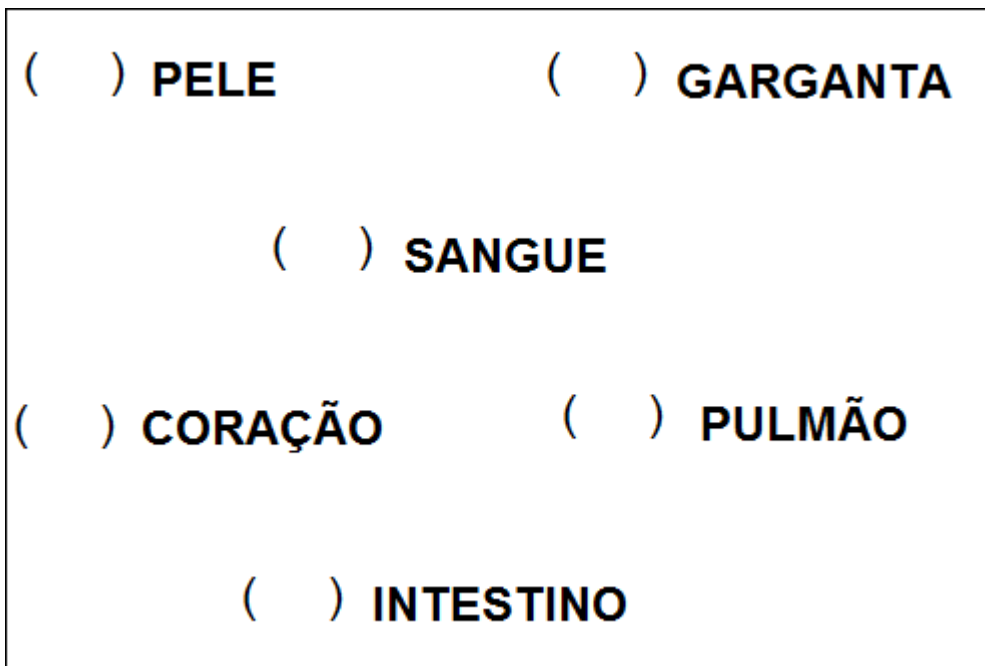 ( ) PELE ( ) GARGANTA
( ) SANGUE
( ) CORAÇÃO ( ) PULMÃO
( ) INTESTINO